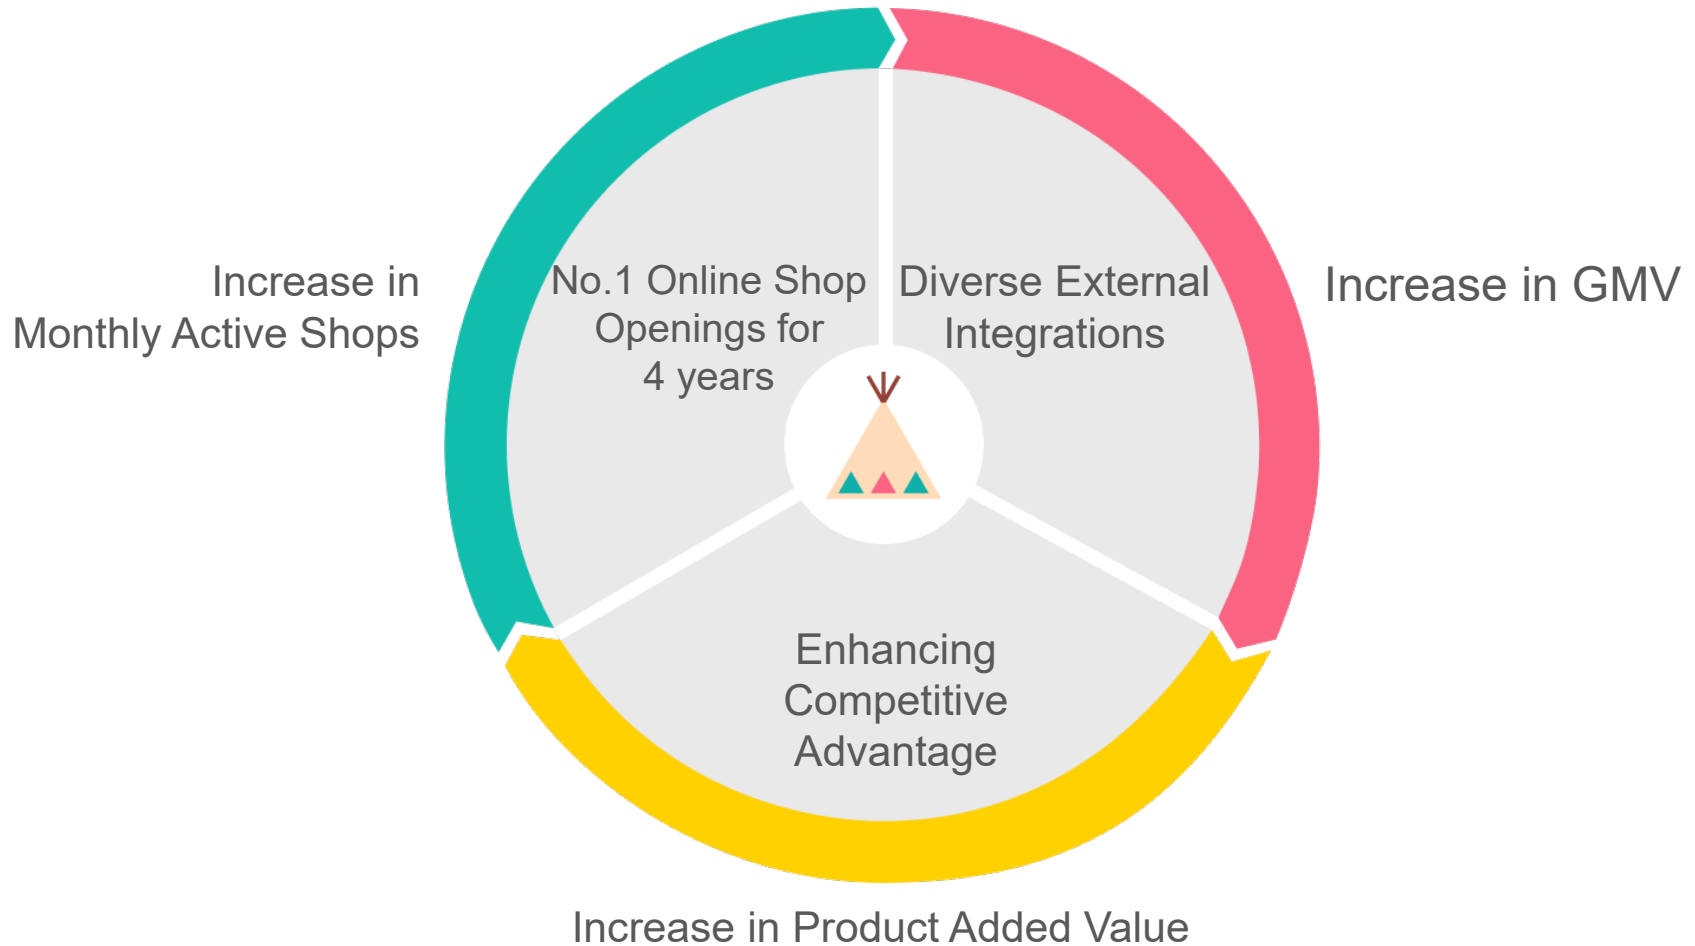 Increase in
Monthly Active Shops
No.1 Online Shop
Openings for
4 years
Diverse External
Integrations
Increase in GMV
Enhancing
Competitive
Advantage
Increase in Product Added Value